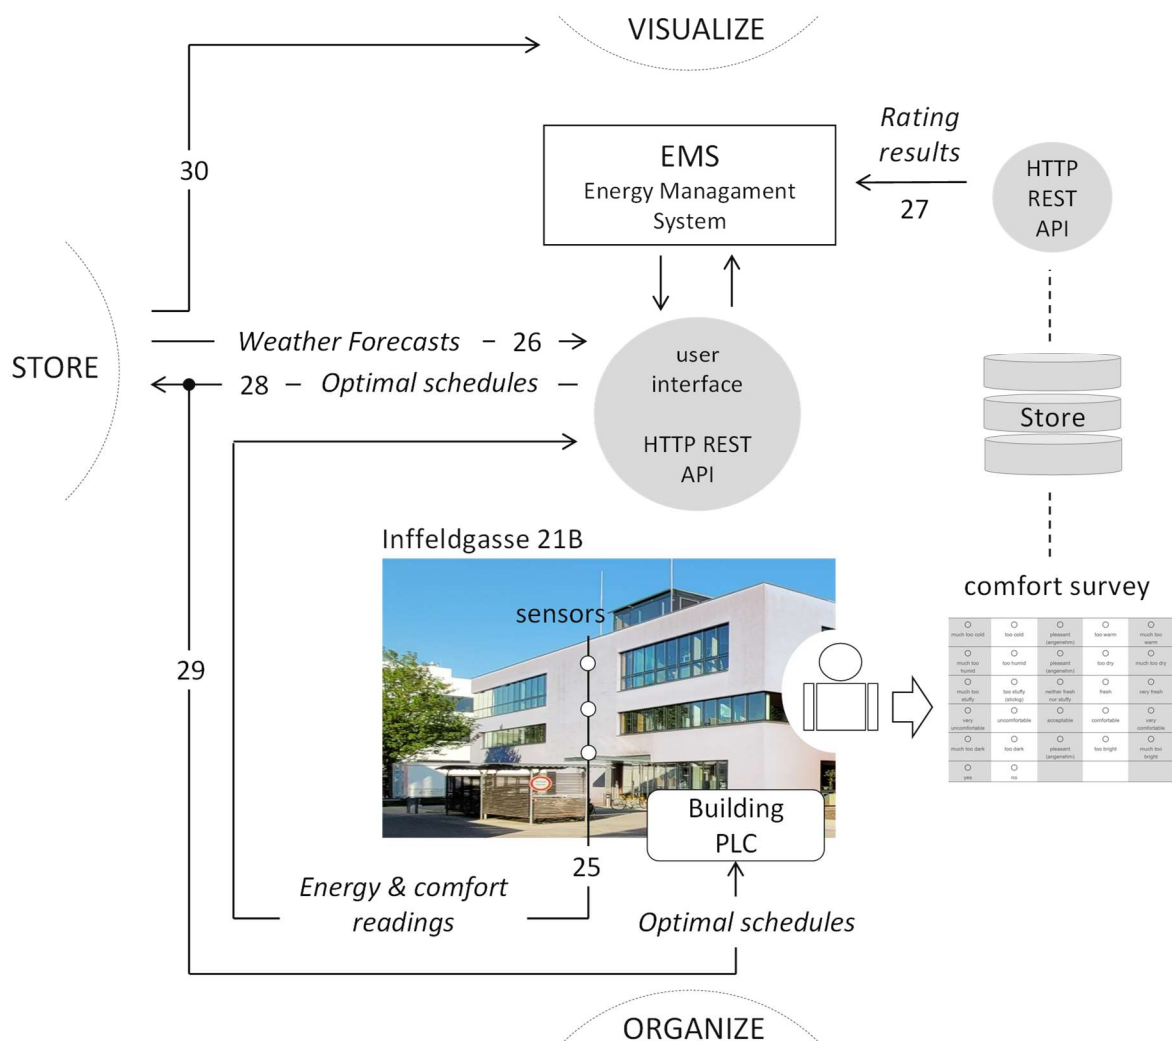 VISUALIZE
30
EMS
Energy Managament
System
Rating
results
27
HTTP
REST
API
STORE
Weather Forecasts – 26
28 – Optimal schedules
user
interface
HTTP REST
API
Store
Inffeldgasse 21B
sensors
comfort survey
much too cold too cold pleasant (angenehm) too warm much too warm
much too humid too humid pleasant (angenehm) too dry much too dry
much too stuffy too stuffy (stickig) neither fresh nor stuffy fresh very fresh
very uncomfortable uncomfortable acceptable comfortable very comfortable
much too dark too dark pleasant (angenehm) too bright much too bright
yes no
29
Building
PLC
25
Energy & comfort
readings
Optimal schedules
ORGANIZE